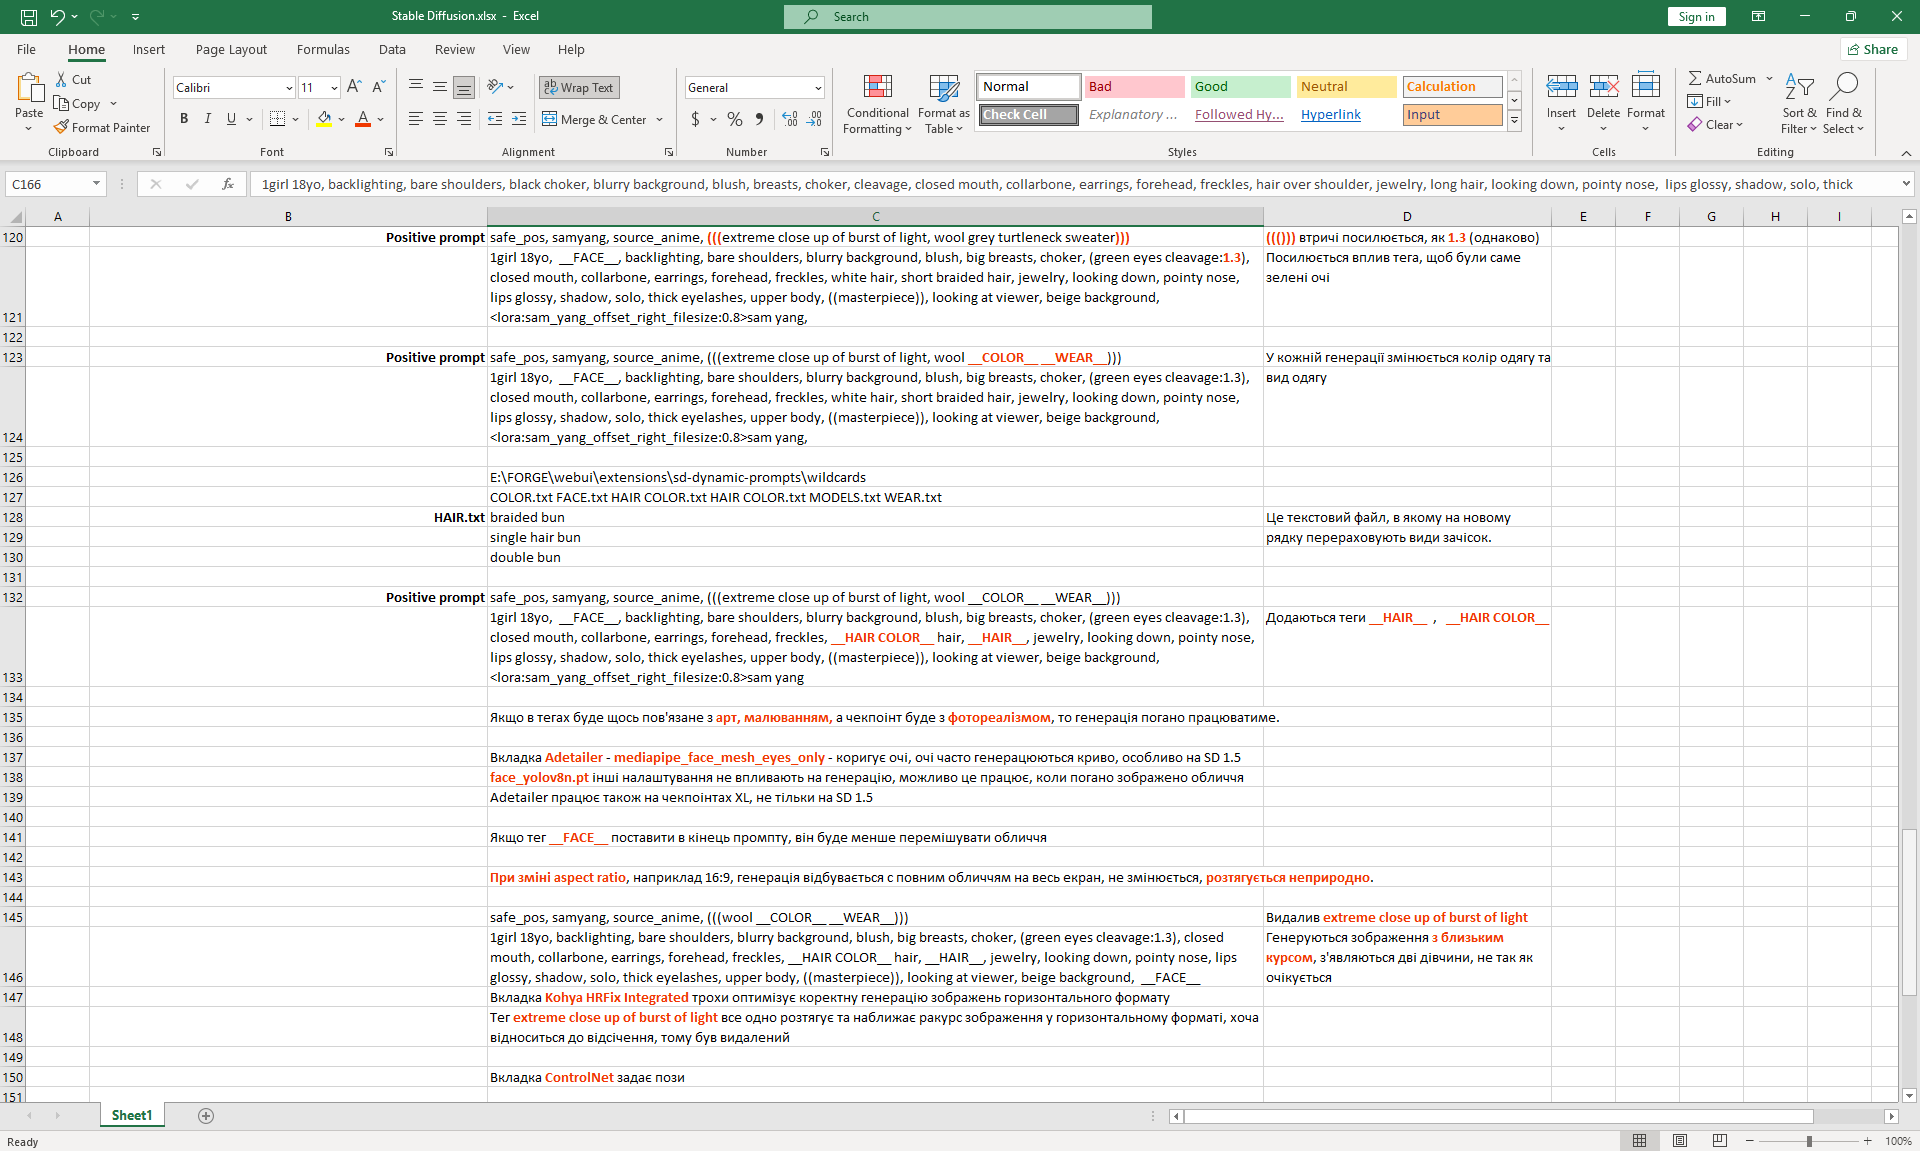 Stable Diffusion.xlsx - Excel
Search
Sign in
File Home Insert Page Layout Formulas Data Review View Help
Share
Paste
Cut
Copy
Format Painter
Clipboard
Calibri 11
B I U
Font
Wrap Text
Merge & Center
Alignment
General
$ %
Number
Conditional Formatting
Format as Table
Normal Bad Good Neutral Calculation
Check Cell Explanatory ... Followed Hy... Hyperlink Input
Styles
Insert Delete Format
Cells
AutoSum
Fill
Clear
Sort & Filter
Find & Select
Editing
C166
fx
1girl 18yo, backlighting, bare shoulders, black choker, blurry background, blush, breasts, choker, cleavage, closed mouth, collarbone, earrings, forehead, freckles, hair over shoulder, jewelry, long hair, looking down, pointy nose, lips glossy, shadow, solo, thick
A B C D E F G H I
120 Positive prompt safe_pos, samyang, source_anime, (((extreme close up of burst of light, wool grey turtleneck sweater))) ((())) втричі посилюється, як 1.3 (однаково)
1girl 18yo, __FACE__, backlighting, bare shoulders, blurry background, blush, big breasts, choker, (green eyes cleavage:1.3), Посилюється вплив тега, щоб були саме
closed mouth, collarbone, earrings, forehead, freckles, white hair, short braided hair, jewelry, looking down, pointy nose, зелені очі
lips glossy, shadow, solo, thick eyelashes, upper body, ((masterpiece)), looking at viewer, beige background,
121 <lora:sam_yang_offset_right_filesize:0.8>sam yang,
122
123 Positive prompt safe_pos, samyang, source_anime, (((extreme close up of burst of light, wool __COLOR__ __WEAR__))) У кожній генерації змінюється колір одягу та
1girl 18yo, __FACE__, backlighting, bare shoulders, blurry background, blush, big breasts, choker, (green eyes cleavage:1.3), вид одягу
closed mouth, collarbone, earrings, forehead, freckles, white hair, short braided hair, jewelry, looking down, pointy nose,
lips glossy, shadow, solo, thick eyelashes, upper body, ((masterpiece)), looking at viewer, beige background,
124 <lora:sam_yang_offset_right_filesize:0.8>sam yang,
125
126 E:\FORGE\webui\extensions\sd-dynamic-prompts\wildcards
127 COLOR.txt FACE.txt HAIR COLOR.txt HAIR COLOR.txt MODELS.txt WEAR.txt
128 HAIR.txt braided bun Це текстовий файл, в якому на новому
129 single hair bun рядку перераховують види зачісок.
130 double bun
131
132 Positive prompt safe_pos, samyang, source_anime, (((extreme close up of burst of light, wool __COLOR__ __WEAR__)))
1girl 18yo, __FACE__, backlighting, bare shoulders, blurry background, blush, big breasts, choker, (green eyes cleavage:1.3), Додаються теги __HAIR__ , __HAIR COLOR__
closed mouth, collarbone, earrings, forehead, freckles, __HAIR COLOR__ hair, __HAIR__, jewelry, looking down, pointy nose,
lips glossy, shadow, solo, thick eyelashes, upper body, ((masterpiece)), looking at viewer, beige background,
133 <lora:sam_yang_offset_right_filesize:0.8>sam yang
134
135 Якщо в тегах буде щось пов'язане з арт, малюванням, а чекпоінт буде з фотореалізмом, то генерація погано працюватиме.
136
137 Вкладка Adetailer - mediapipe_face_mesh_eyes_only - коригує очі, очі часто генерацюються криво, особливо на SD 1.5
138 face_yolov8n.pt інші налаштування не впливають на генерацію, можливо це працює, коли погано зображено обличчя
139 Adetailer працює також на чекпоінтах XL, не тільки на SD 1.5
140
141 Якщо тег __FACE__ поставити в кінець промпту, він буде менше перемішувати обличчя
142
143 При зміні aspect ratio, наприклад 16:9, генерація відбувається с повним обличчям на весь екран, не змінюється, розтягується неприродно.
144
145 safe_pos, samyang, source_anime, (((wool __COLOR__ __WEAR__))) Видалив extreme close up of burst of light
1girl 18yo, backlighting, bare shoulders, blurry background, blush, big breasts, choker, (green eyes cleavage:1.3), closed Генеруються зображення з близьким
mouth, collarbone, earrings, forehead, freckles, __HAIR COLOR__ hair, __HAIR__, jewelry, looking down, pointy nose, lips курсом, з'являються дві дівчини, не так як
146 glossy, shadow, solo, thick eyelashes, upper body, ((masterpiece)), looking at viewer, beige background, __FACE__ очікується
147 Вкладка Kohya HRFix Integrated трохи оптимізує коректну генерацію зображень горизонтального формату
Тег extreme close up of burst of light все одно розтягує та наближає ракурс зображення у горизонтальному форматі, хоча
148 відноситься до відсічення, тому був видалений
149
150 Вкладка ControlNet задає пози
151
Sheet1
Ready
100%